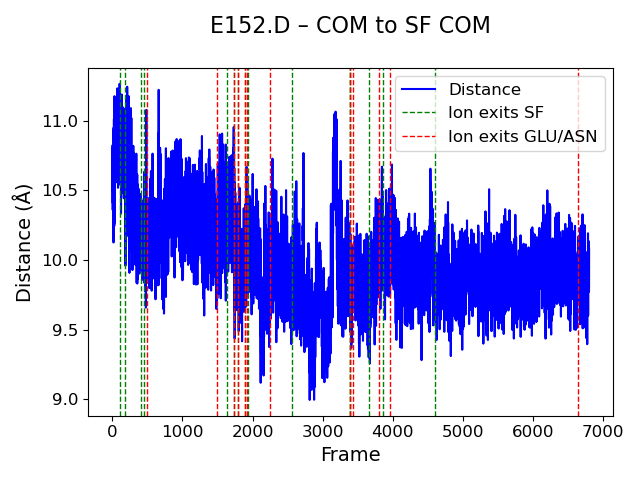 E152.D – COM to SF COM
Distance
Ion exits SF
Ion exits GLU/ASN
Distance (Å)
11.0
10.5
10.0
9.5
9.0
0 1000 2000 3000 4000 5000 6000 7000
Frame